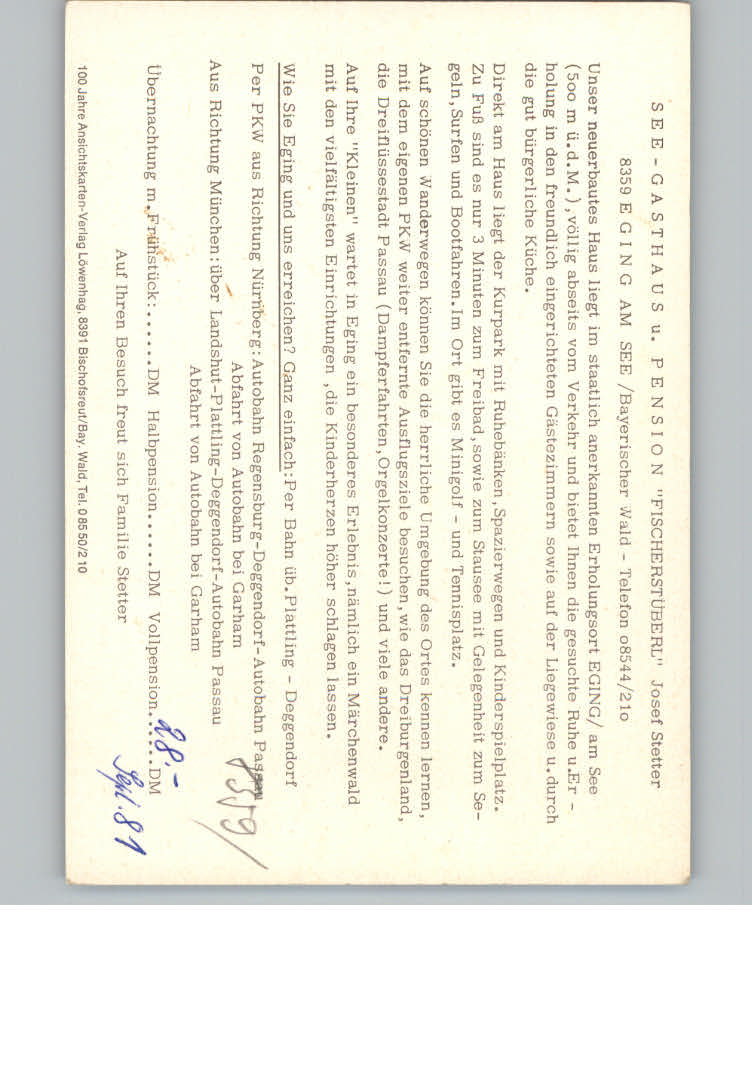 S E E - G A S T H A U S u. P E N S I O N "FISCHERSTÜBERL" Josef Stetter
8359 E G I N G AM SEE /Bayerischer Wald - Telefon o8544/21o
Unser neuerbautes Haus liegt im staatlich anerkannten Erholungsort EGING/ am See
(5oo m ü.d.M.),völlig abseits vom Verkehr und bietet Ihnen die gesuchte Ruhe u.Er -
holung in den freundlich eingerichteten Gästezimmern sowie auf der Liegewiese u.durch
die gut bürgerliche Küche.
Direkt am Haus liegt der Kurpark mit Ruhebänken,Spazierwegen und Kinderspielplatz.
Zu Fuß sind es nur 3 Minuten zum Freibad,sowie zum Stausee mit Gelegenheit zum Se-
geln,Surfen und Bootfahren.Im Ort gibt es Minigolf - und Tennisplatz.
Auf schönen Wanderwegen können Sie die herrliche Umgebung des Ortes kennen lernen,
mit dem eigenen PKW weiter entfernte Ausflugsziele besuchen,wie das Dreiburgenland,
die Dreiflüssestadt Passau (Dampferfahrten,Orgelkonzerte!) und viele andere.
Auf Ihre "Kleinen" wartet in Eging ein besonderes Erlebnis,nämlich ein Märchenwald
mit den vielfältigsten Einrichtungen ,die Kinderherzen höher schlagen lassen.
Wie Sie Eging und uns erreichen? Ganz einfach:Per Bahn üb.Plattling - Deggendorf
Per PKW aus Richtung Nürnberg:Autobahn Regensburg-Deggendorf-Autobahn Passau
Abfahrt von Autobahn bei Garham
Aus Richtung München:über Landshut-Plattling-Deggendorf-Autobahn Passau
Abfahrt von Autobahn bei Garham
Übernachtung m.Frühstück:......DM Halbpension......DM Vollpension......DM
28,-
Auf Ihren Besuch freut sich Familie Stetter
Sept. 81
100 Jahre Ansichtskarten-Verlag Löwenhag, 8391 Bischofsreut/Bay. Wald, Tel. 0 85 50/2 10